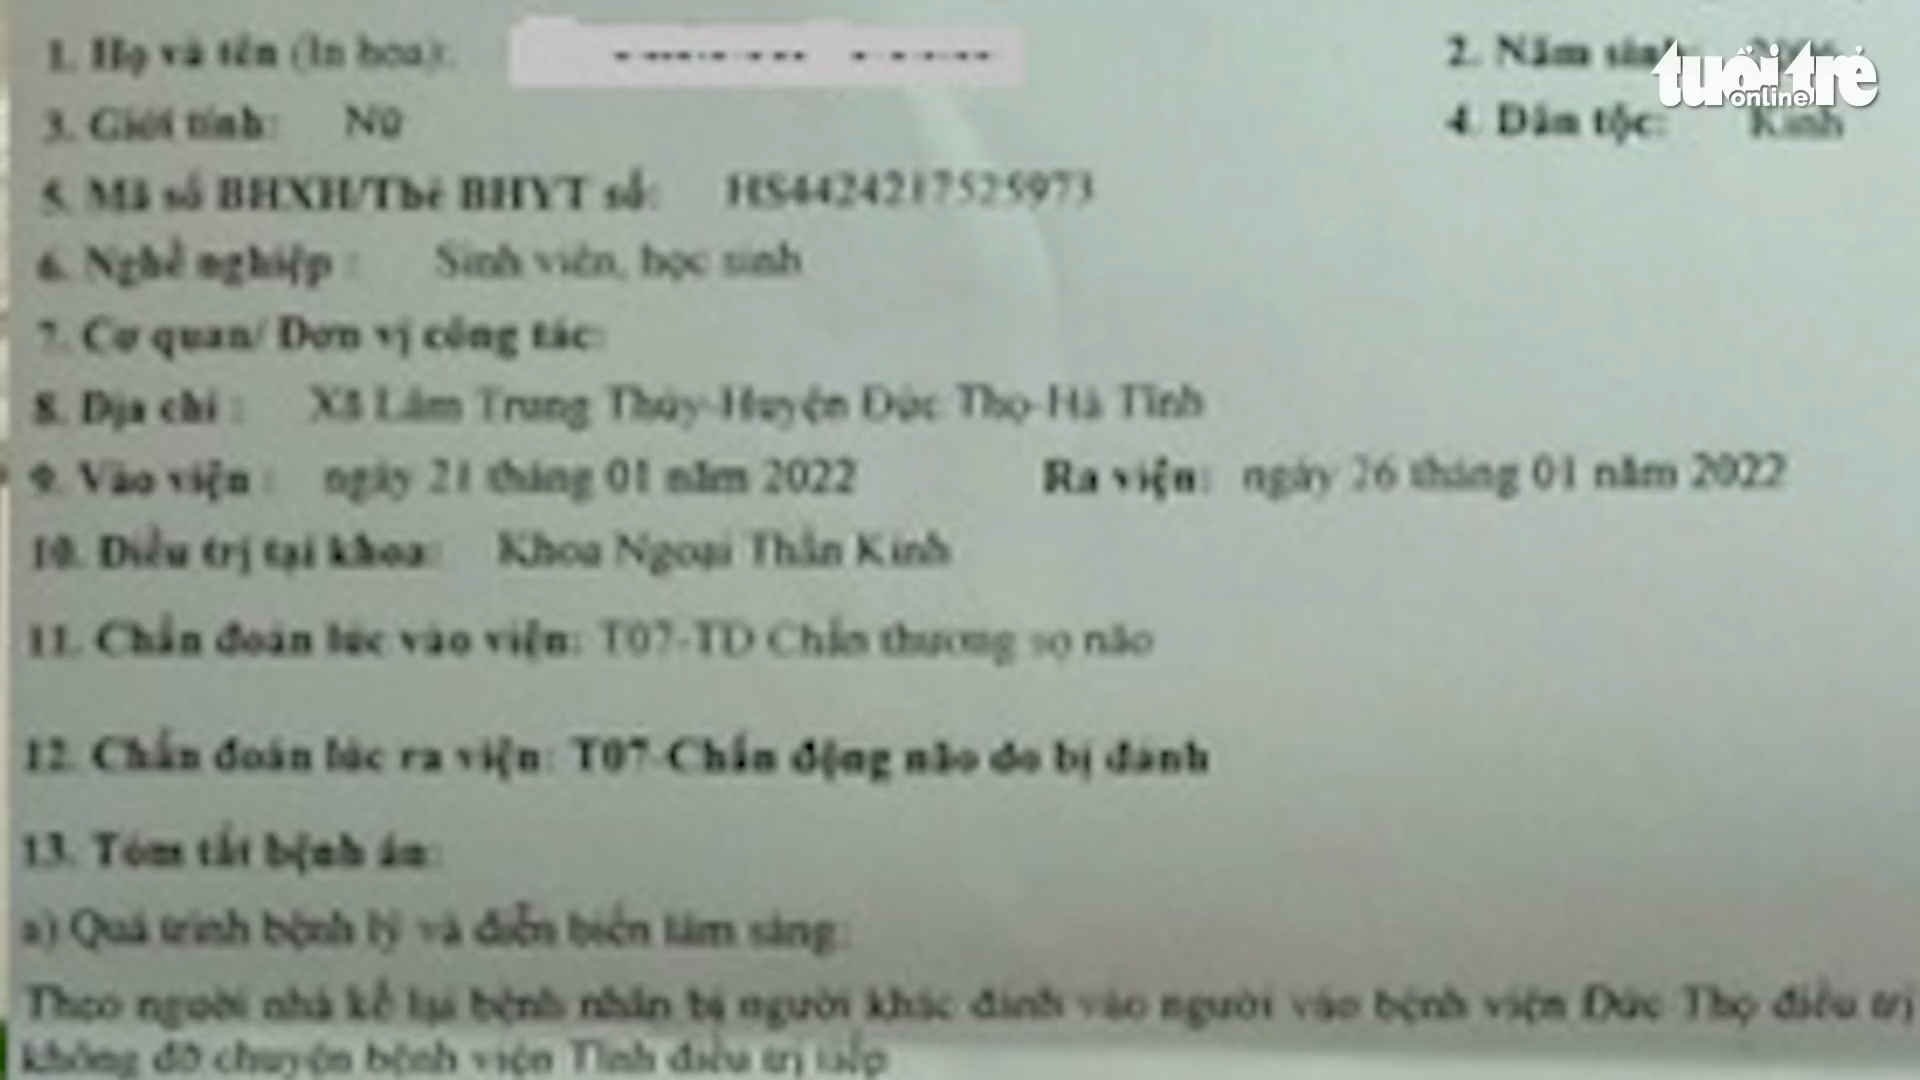 1. Họ và tên (In hoa):
2. Năm sinh
tuổi trẻ
online
3. Giới tính: Nữ
4. Dân tộc: Kinh
5. Mã số BHXH/Thẻ BHYT số: HS4424217525973
6. Nghề nghiệp : Sinh viên, học sinh
7. Cơ quan/ Đơn vị công tác:
8. Địa chỉ : Xã Lâm Trung Thủy-Huyện Đức Thọ-Hà Tĩnh
9. Vào viện : ngày 21 tháng 01 năm 2022 Ra viện: ngày 26 tháng 01 năm 2022
10. Điều trị tại khoa: Khoa Ngoại Thần Kinh
11. Chẩn đoán lúc vào viện: T07-TD Chấn thương sọ não
12. Chẩn đoán lúc ra viện: T07-Chấn động não do bị đánh
13. Tóm tắt bệnh án:
a) Quá trình bệnh lý và diễn biến lâm sàng:
Theo người nhà kể lại bệnh nhân bị người khác đánh vào người vào bệnh viện Đức Thọ điều trị
không đỡ chuyển bệnh viện Tỉnh điều trị tiếp